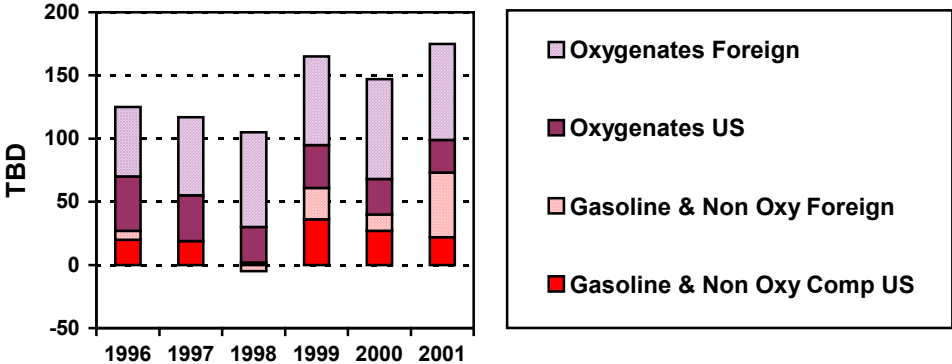 200
150
100
50
0
-50
TBD
1996 1997 1998 1999 2000 2001
Oxygenates Foreign
Oxygenates US
Gasoline & Non Oxy Foreign
Gasoline & Non Oxy Comp US